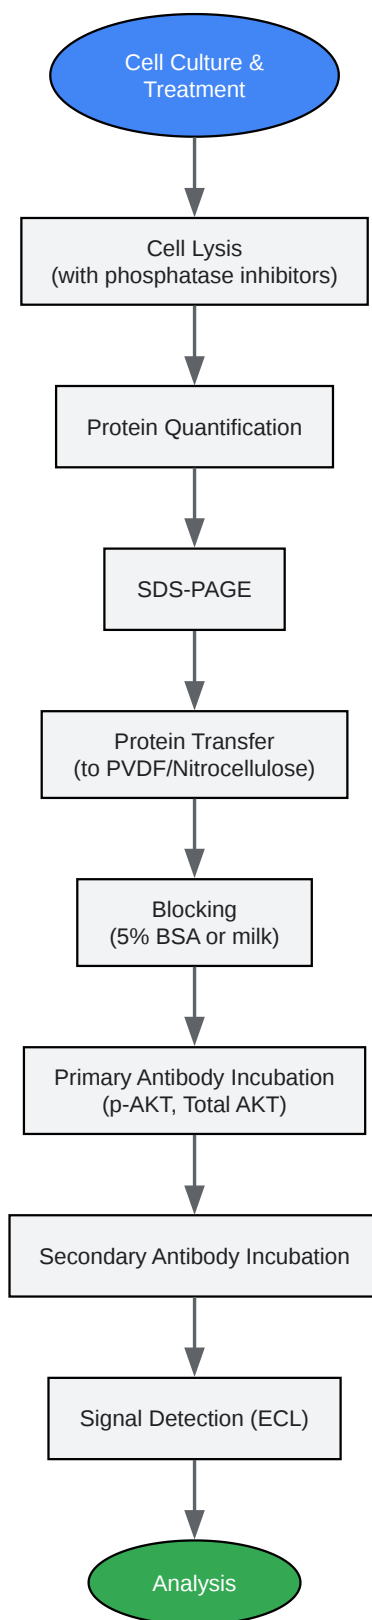 Cell Culture &
Treatment
Cell Lysis
(with phosphatase inhibitors)
Protein Quantification
SDS-PAGE
Protein Transfer
(to PVDF/Nitrocellulose)
Blocking
(5% BSA or milk)
Primary Antibody Incubation
(p-AKT, Total AKT)
Secondary Antibody Incubation
Signal Detection (ECL)
Analysis